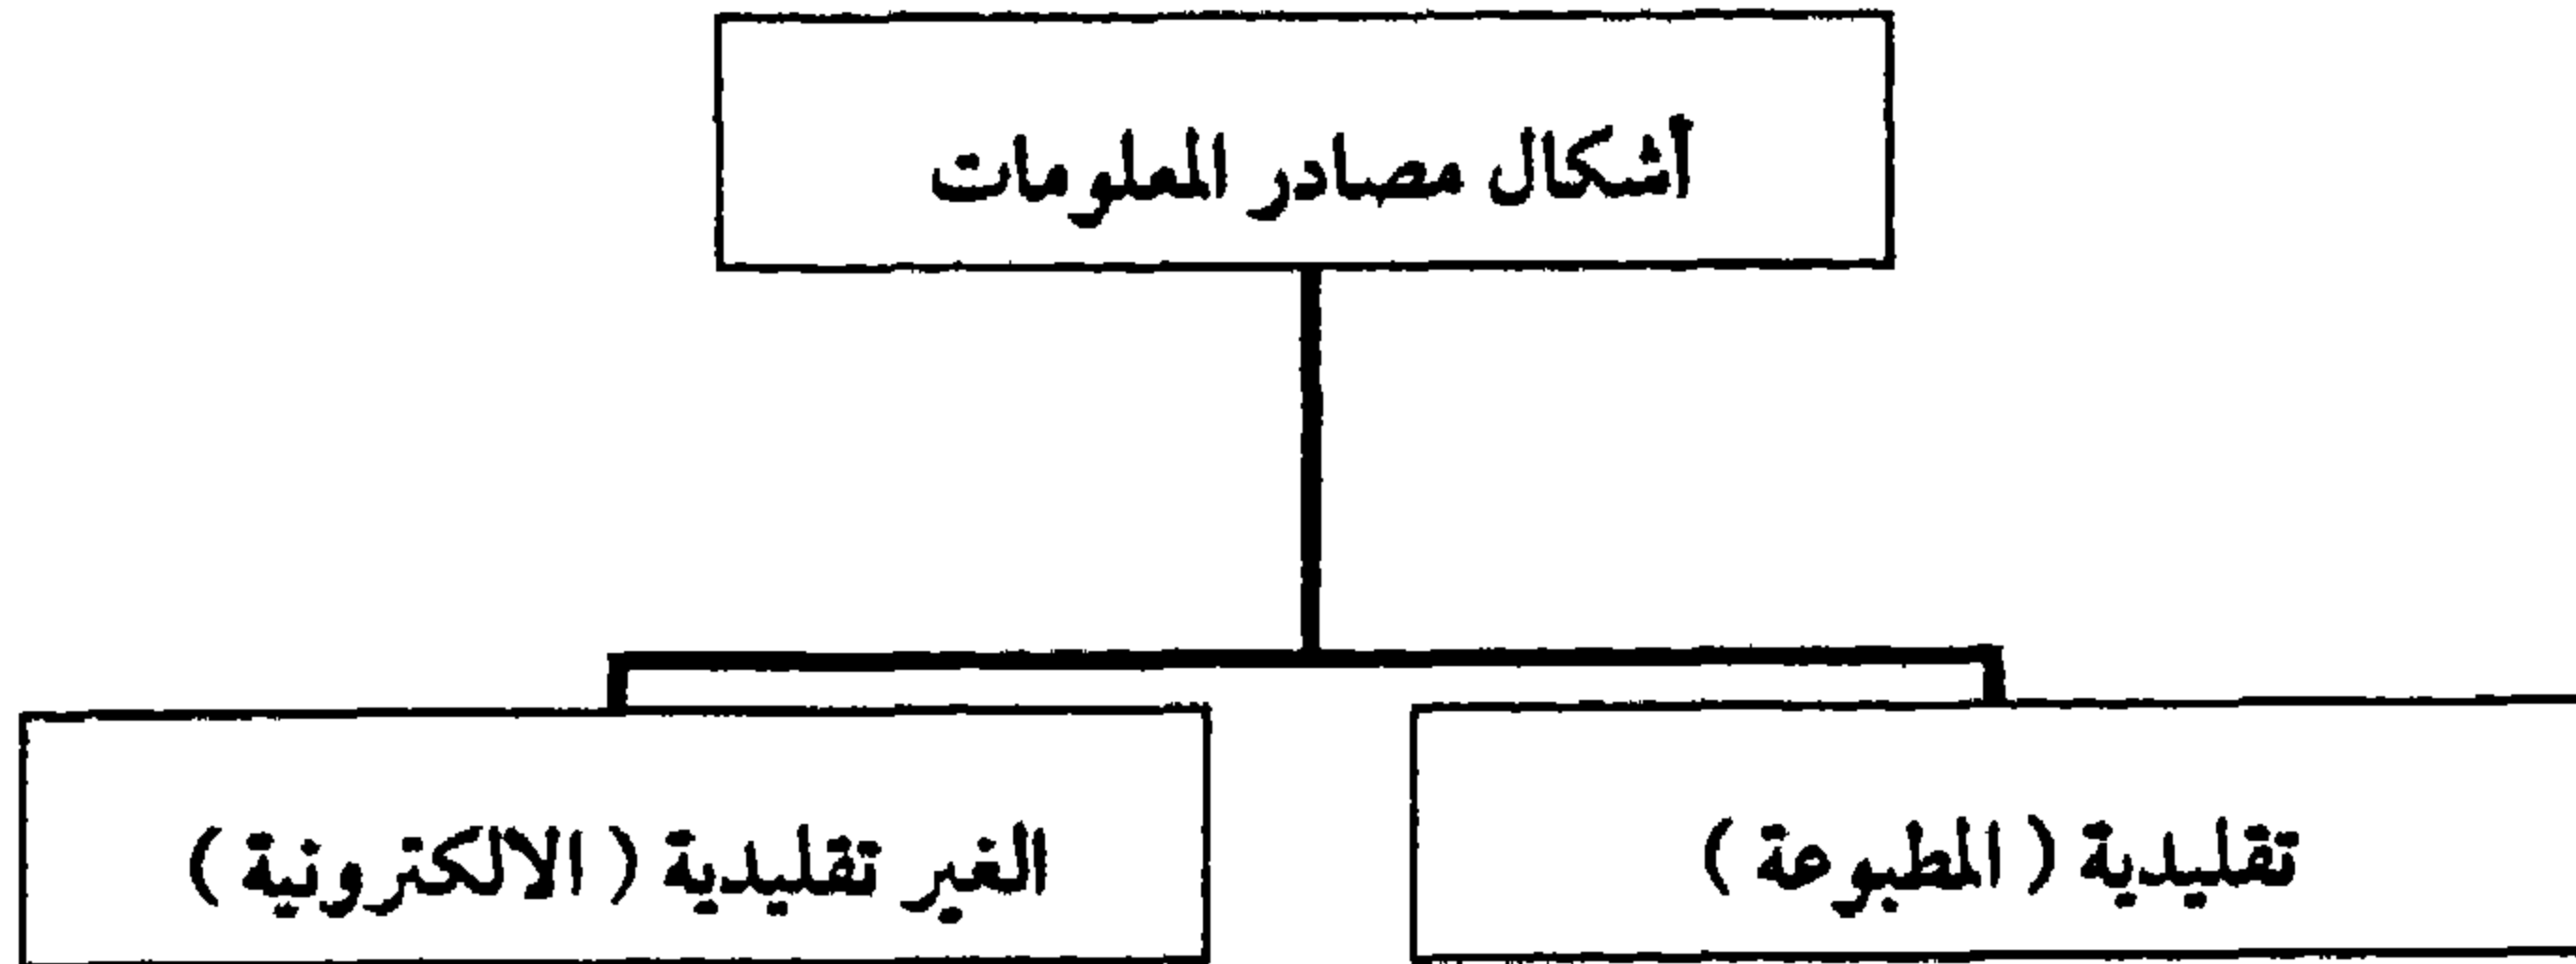 أشكال مصادر المعلومات
تقليدية ( المطبوعة )
الغير تقليدية ( الالكترونية )